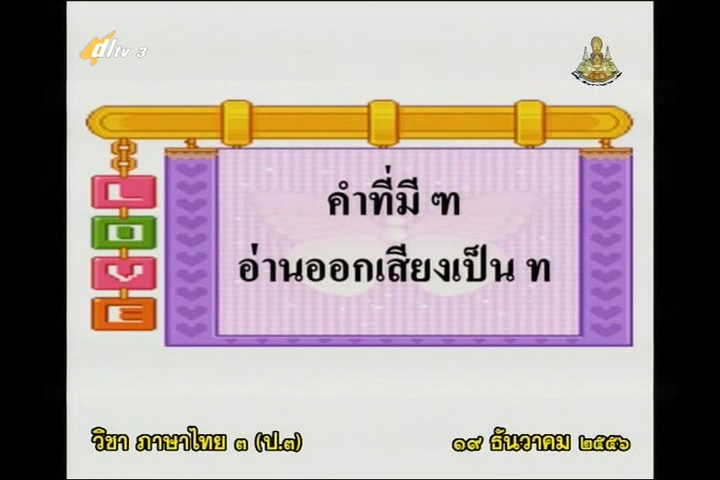 dltv 3
คำที่มี ฑ
อ่านออกเสียงเป็น ท
L
O
V
E
วิชา ภาษาไทย ๓ (ป.๓)
๑๙ ธันวาคม ๒๕๕๖